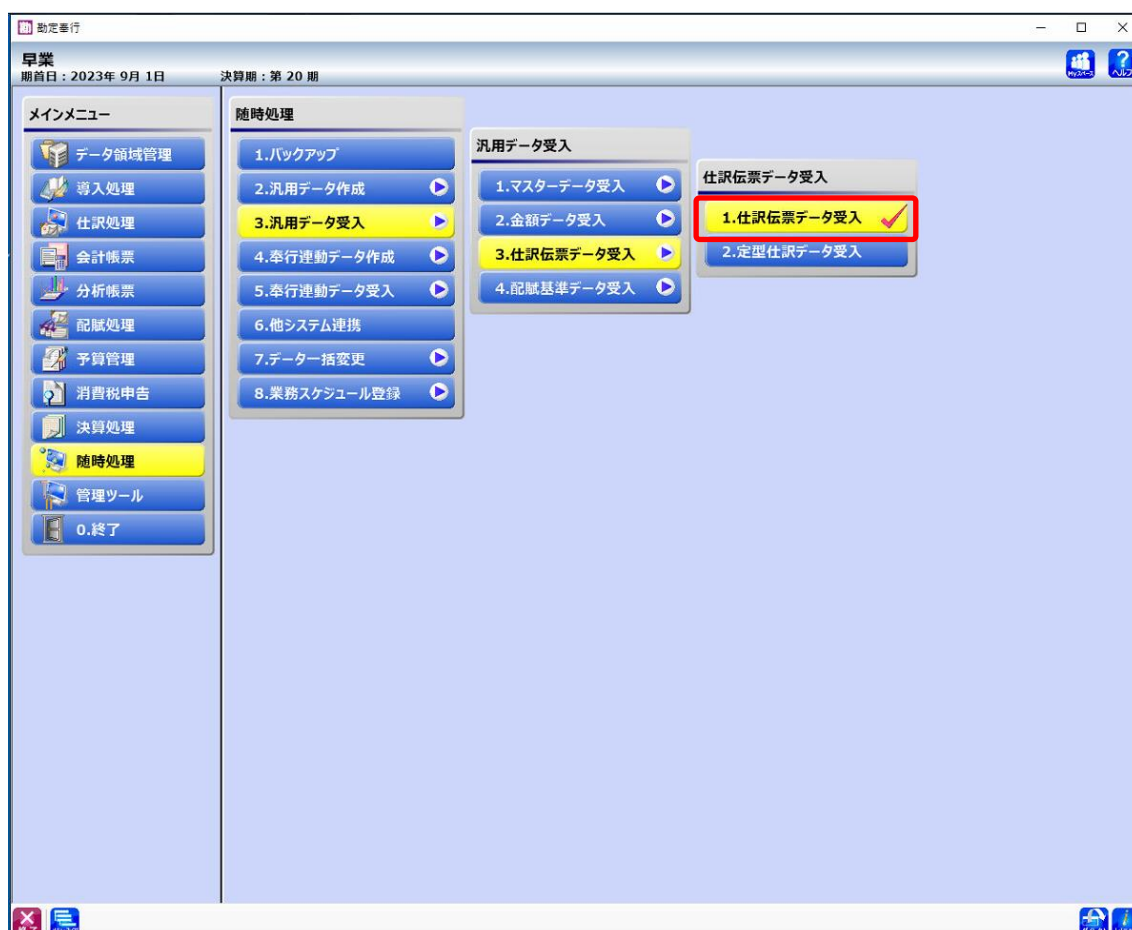 勘定奉行
早業
期首日：2023年 9月 1日　決算期：第 20 期
Myスペース
ヘルプ
メインメニュー
データ領域管理
導入処理
仕訳処理
会計帳票
分析帳票
配賦処理
予算管理
消費税申告
決算処理
随時処理
管理ツール
0.終了
随時処理
1.バックアップ
2.汎用データ作成
3.汎用データ受入
4.奉行連動データ作成
5.奉行連動データ受入
6.他システム連携
7.データ一括変更
8.業務スケジュール登録
汎用データ受入
1.マスターデータ受入
2.金額データ受入
3.仕訳伝票データ受入
4.配賦基準データ受入
仕訳伝票データ受入
1.仕訳伝票データ受入
2.定型仕訳データ受入